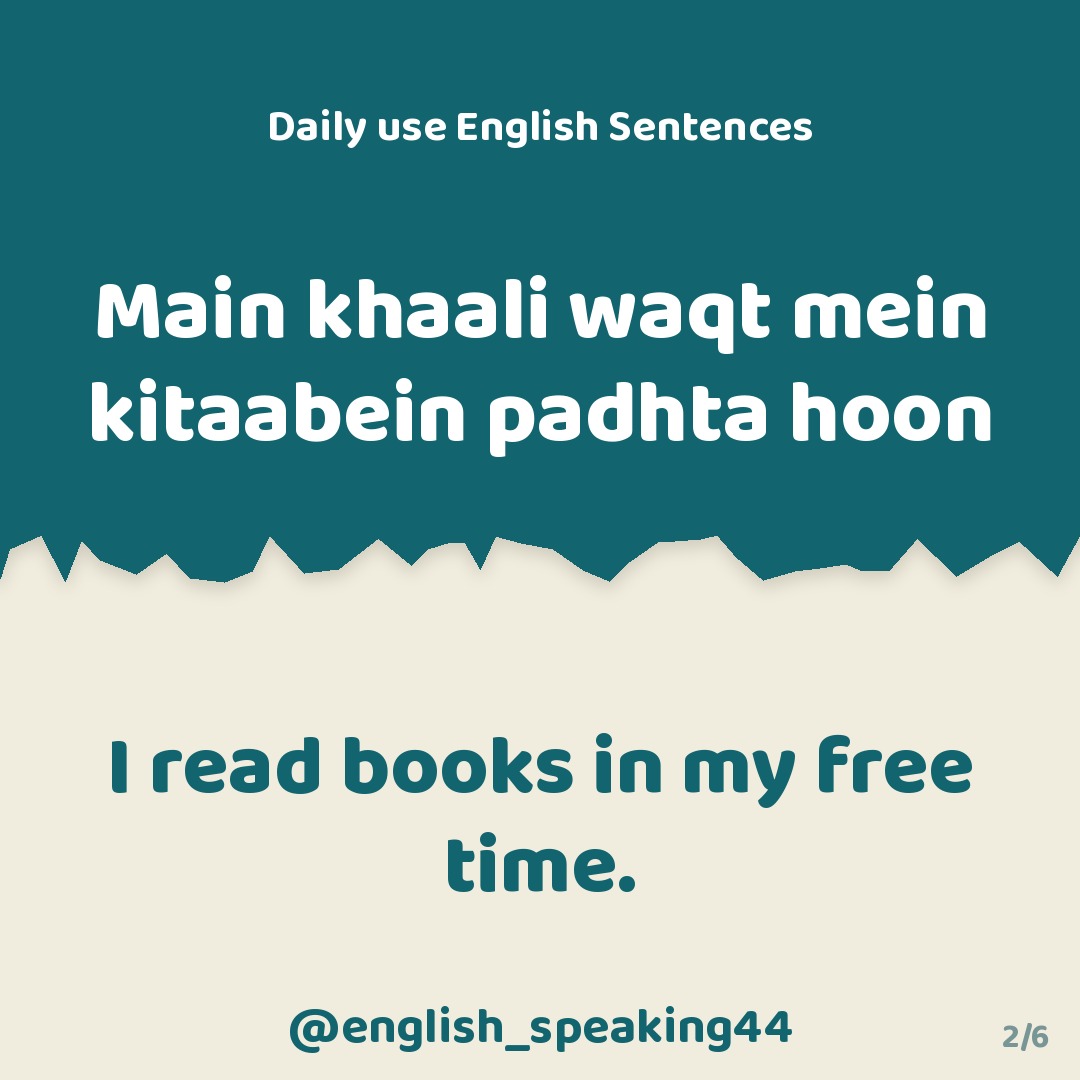 Daily use English Sentences
Main khaali waqt mein
kitaabein padhta hoon
I read books in my free
time.
@english_speaking44
2/6